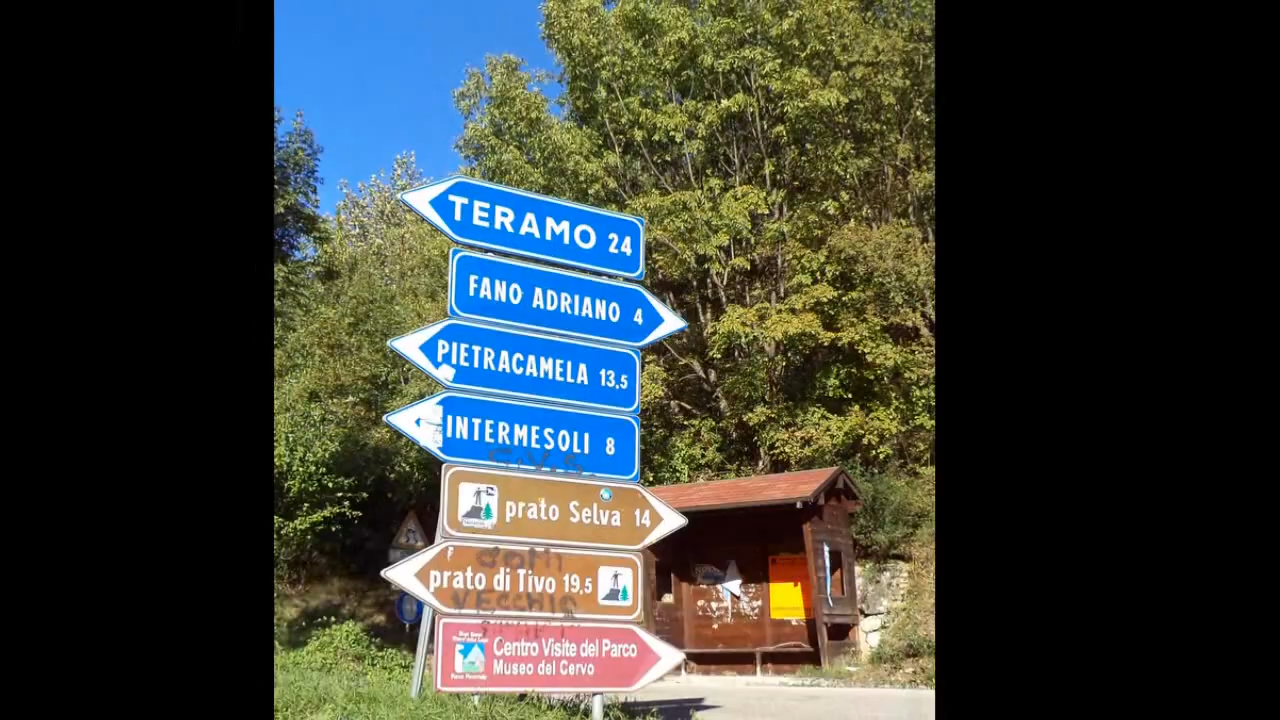 TERAMO 24
FANO ADRIANO 4
PIETRACAMELA 13,5
INTERMESOLI 8
prato Selva 14
prato di Tivo 19,5
VECCHIO
Centro Visite del Parco
Museo del Cervo